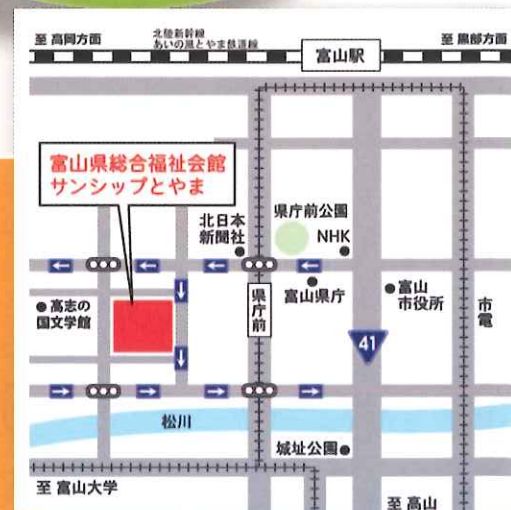 至 高岡方面
北陸新幹線
あいの風とやま鉄道線
富山駅
至 黒部方面
富山県総合福祉会館
サンシップとやま
北日本
新聞社
県庁前公園
NHK
高志の
国文学館
県庁前
富山県庁
富山
市役所
市電
41
松川
城址公園
至 富山大学
至 高山